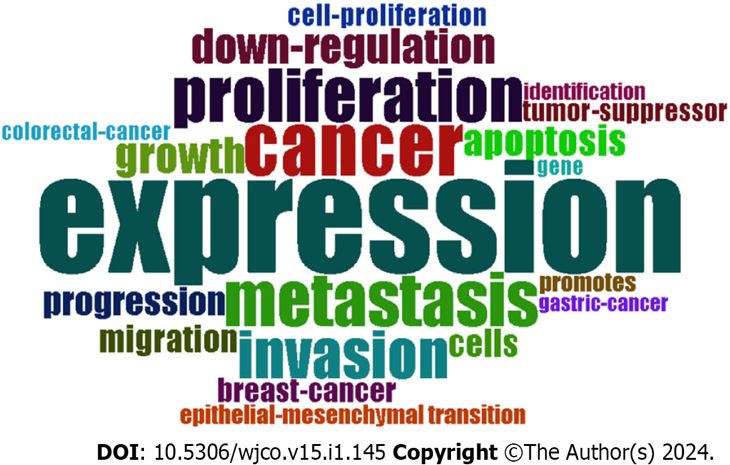 cell-proliferation
down-regulation
proliferation
identification
tumor-suppressor
colorectal-cancer
growth
cancer
apoptosis
gene
expression
progression
metastasis
promotes
gastric-cancer
migration
invasion
cells
breast-cancer
epithelial-mesenchymal transition
DOI: 10.5306/wjco.v15.i1.145 Copyright ©The Author(s) 2024.